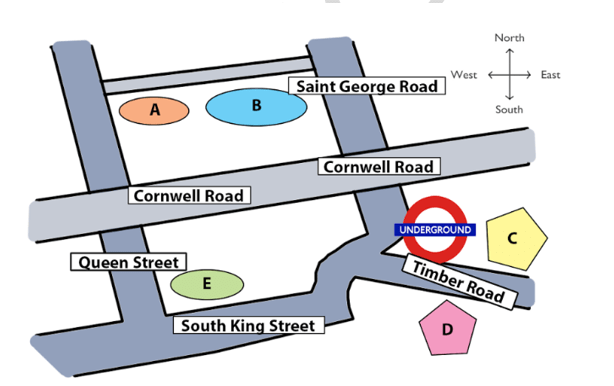 North
West
East
South
Saint George Road
A
B
Cornwell Road
Cornwell Road
UNDERGROUND
C
Queen Street
Timber Road
E
South King Street
D